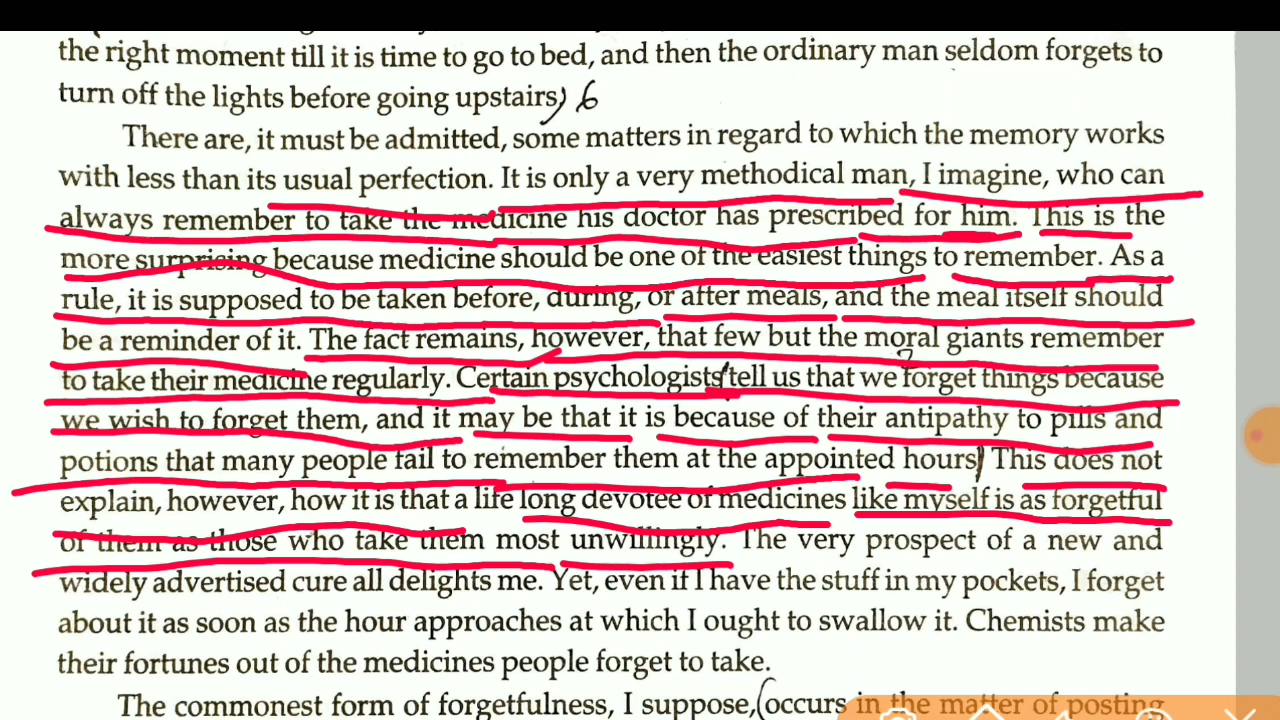 the right moment till it is time to go to bed, and then the ordinary man seldom forgets to
turn off the lights before going upstairs) 6
There are, it must be admitted, some matters in regard to which the memory works
with less than its usual perfection. It is only a very methodical man, I imagine, who can
always remember to take the medicine his doctor has prescribed for him. This is the
more surprising because medicine should be one of the easiest things to remember. As a
rule, it is supposed to be taken before, during, or after meals, and the meal itself should
be a reminder of it. The fact remains, however, that few but the moral giants remember
to take their medicine regularly. Certain psychologists tell us that we forget things because
we wish to forget them, and it may be that it is because of their antipathy to pills and
potions that many people fail to remember them at the appointed hours. This does not
explain, however, how it is that a life long devotee of medicines like myself is as forgetful
of them as those who take them most unwillingly. The very prospect of a new and
widely advertised cure all delights me. Yet, even if I have the stuff in my pockets, I forget
about it as soon as the hour approaches at which I ought to swallow it. Chemists make
their fortunes out of the medicines people forget to take.
The commonest form of forgetfulness, I suppose, (occurs in the matter of posting